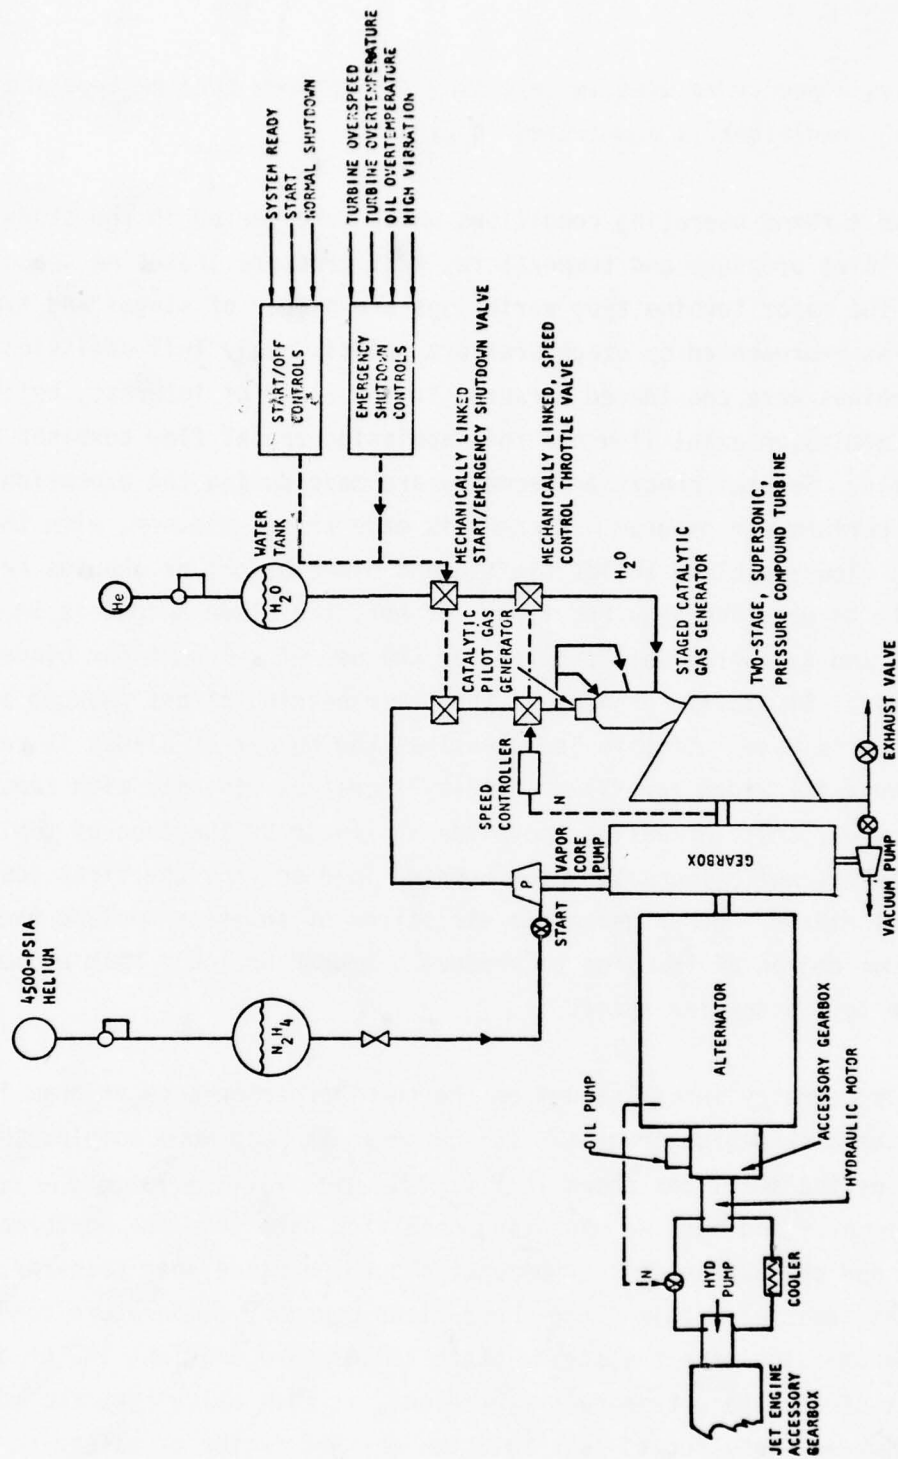 4500-PSIA
HELIUM
N2H4
START
P
VAPOR
CORE
PUMP
He
WATER
TANK
H2O
START/OFF
CONTROLS
SYSTEM READY
START
NORMAL SHUTDOWN
EMERGENCY
SHUTDOWN
CONTROLS
TURBINE OVERSPEED
TURBINE OVERTEMPERATURE
OIL OVERTEMPERATURE
HIGH VIBRATION
MECHANICALLY LINKED
START/EMERGENCY SHUTDOWN VALVE
MECHANICALLY LINKED, SPEED
CONTROL THROTTLE VALVE
CATALYTIC
PILOT GAS
GENERATOR
H2O
STAGED CATALYTIC
GAS GENERATOR
SPEED
CONTROLLER
N
TWO-STAGE, SUPERSONIC,
PRESSURE COMPOUND TURBINE
GEARBOX
EXHAUST VALVE
VACUUM PUMP
ALTERNATOR
OIL PUMP
ACCESSORY GEARBOX
HYDRAULIC MOTOR
N
HYD
PUMP
COOLER
JET ENGINE
ACCESSORY
GEARBOX